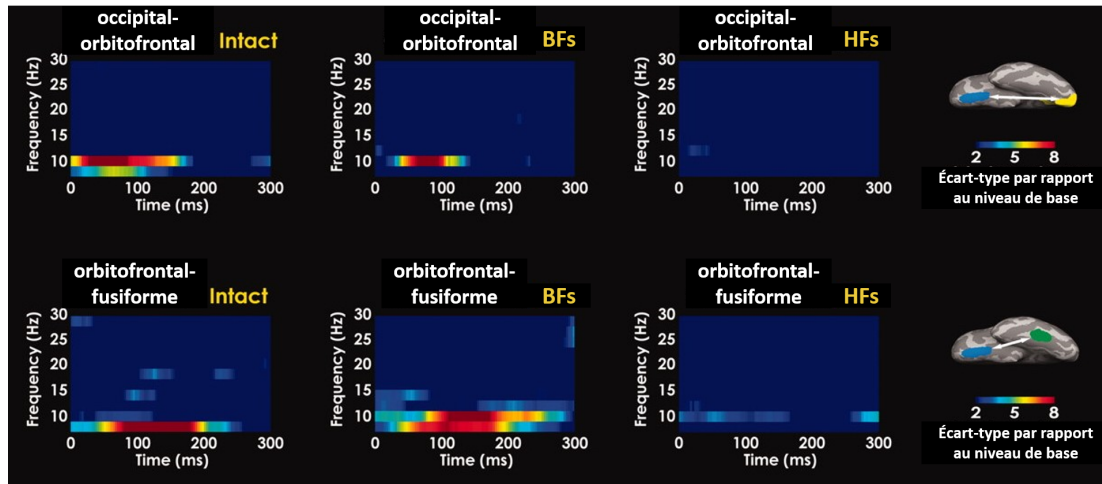 occipital-
orbitofrontal Intact
occipital-
orbitofrontal BFs
occipital-
orbitofrontal HFs
Frequency (Hz)
30
25
20
15
10
0 100 200 300
Time (ms)
Frequency (Hz)
30
25
20
15
10
0 100 200 300
Time (ms)
Frequency (Hz)
30
25
20
15
10
0 100 200 300
Time (ms)
2 5 8
Écart-type par rapport
au niveau de base
orbitofrontal-
fusiforme Intact
orbitofrontal-
fusiforme BFs
orbitofrontal-
fusiforme HFs
Frequency (Hz)
30
25
20
15
10
0 100 200 300
Time (ms)
Frequency (Hz)
30
25
20
15
10
0 100 200 300
Time (ms)
Frequency (Hz)
30
25
20
15
10
0 100 200 300
Time (ms)
2 5 8
Écart-type par rapport
au niveau de base